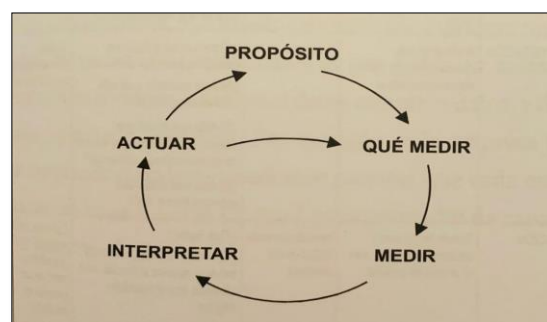 PROPÓSITO
ACTUAR
QUÉ MEDIR
INTERPRETAR
MEDIR